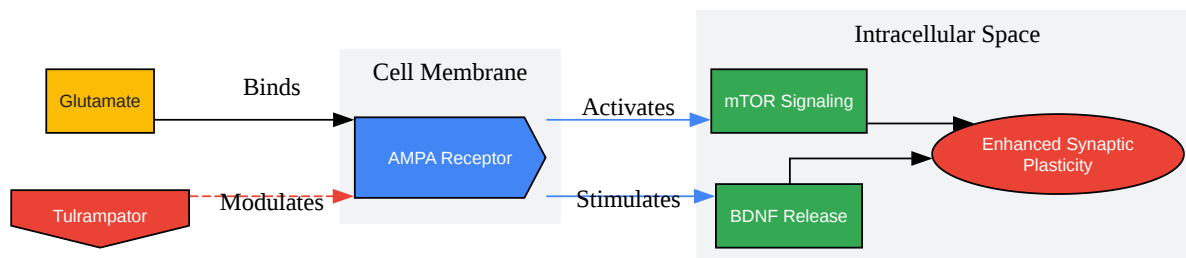 Intracellular Space
Cell Membrane
Glutamate
Binds
Activates
mTOR Signaling
AMPA Receptor
Enhanced Synaptic
Plasticity
Tulrampator
Modulates
Stimulates
BDNF Release